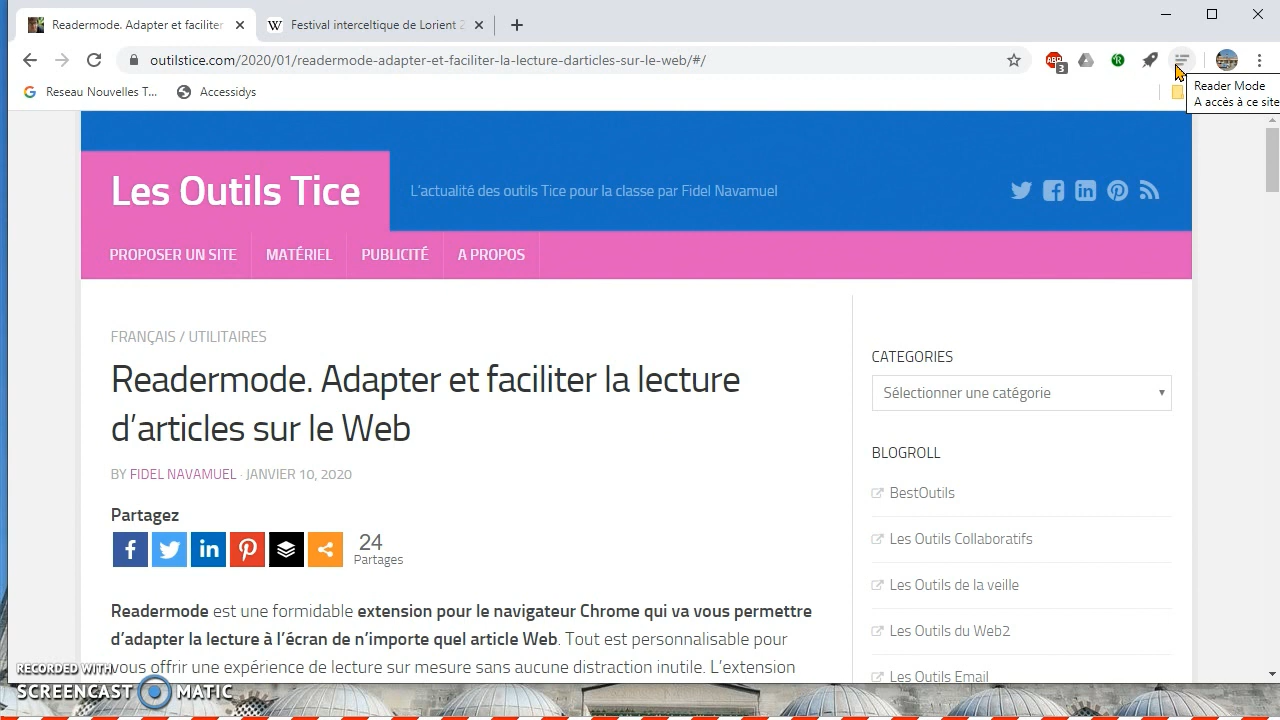 Readermode. Adapter et faciliter
Festival interceltique de Lorient 2
outilstice.com/2020/01/readermode-adapter-et-faciliter-la-lecture-darticles-sur-le-web/#/
ABP
3
Reader Mode
A accès à ce site
Reseau Nouvelles T...
Accessidys
Les Outils Tice
L'actualité des outils Tice pour la classe par Fidel Navamuel
PROPOSER UN SITE
MATÉRIEL
PUBLICITÉ
A PROPOS
FRANÇAIS / UTILITAIRES
Readermode. Adapter et faciliter la lecture
d’articles sur le Web
BY FIDEL NAVAMUEL · JANVIER 10, 2020
Partagez
24
Partages
Readermode est une formidable extension pour le navigateur Chrome qui va vous permettre
d’adapter la lecture à l’écran de n’importe quel article Web. Tout est personnalisable pour
vous offrir une expérience de lecture sur mesure sans aucune distraction inutile. L’extension
CATEGORIES
Sélectionner une catégorie
BLOGROLL
BestOutils
Les Outils Collaboratifs
Les Outils de la veille
Les Outils du Web2
Les Outils Email
RECORDED WITH
SCREENCAST MATIC